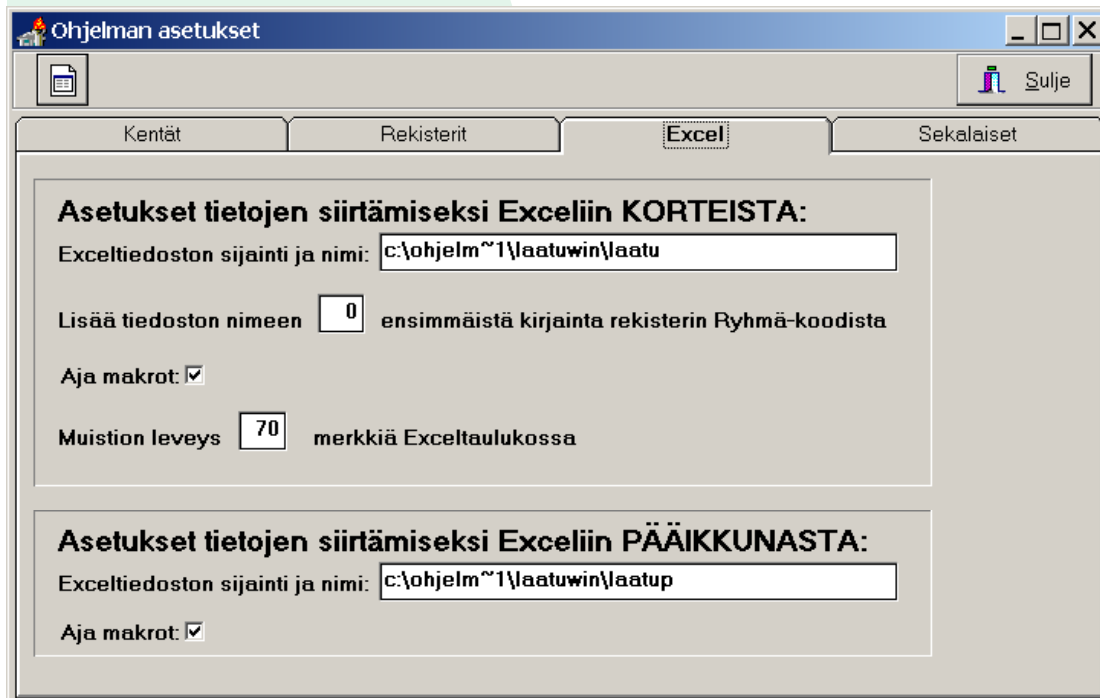 Ohjelman asetukset
Sulje
Kentät Rekisterit Excel Sekalaiset
Asetukset tietojen siirtämiseksi Exceliin KORTEISTA:
Exceltiedoston sijainti ja nimi: c:\ohjelm~1\laatuwin\laatu
Lisää tiedoston nimeen 0 ensimmäistä kirjainta rekisterin Ryhmä-koodista
Aja makrot:
Muistion leveys 70 merkkiä Exceltaulukossa
Asetukset tietojen siirtämiseksi Exceliin PÄÄIKKUNASTA:
Exceltiedoston sijainti ja nimi: c:\ohjelm~1\laatuwin\laatup
Aja makrot: